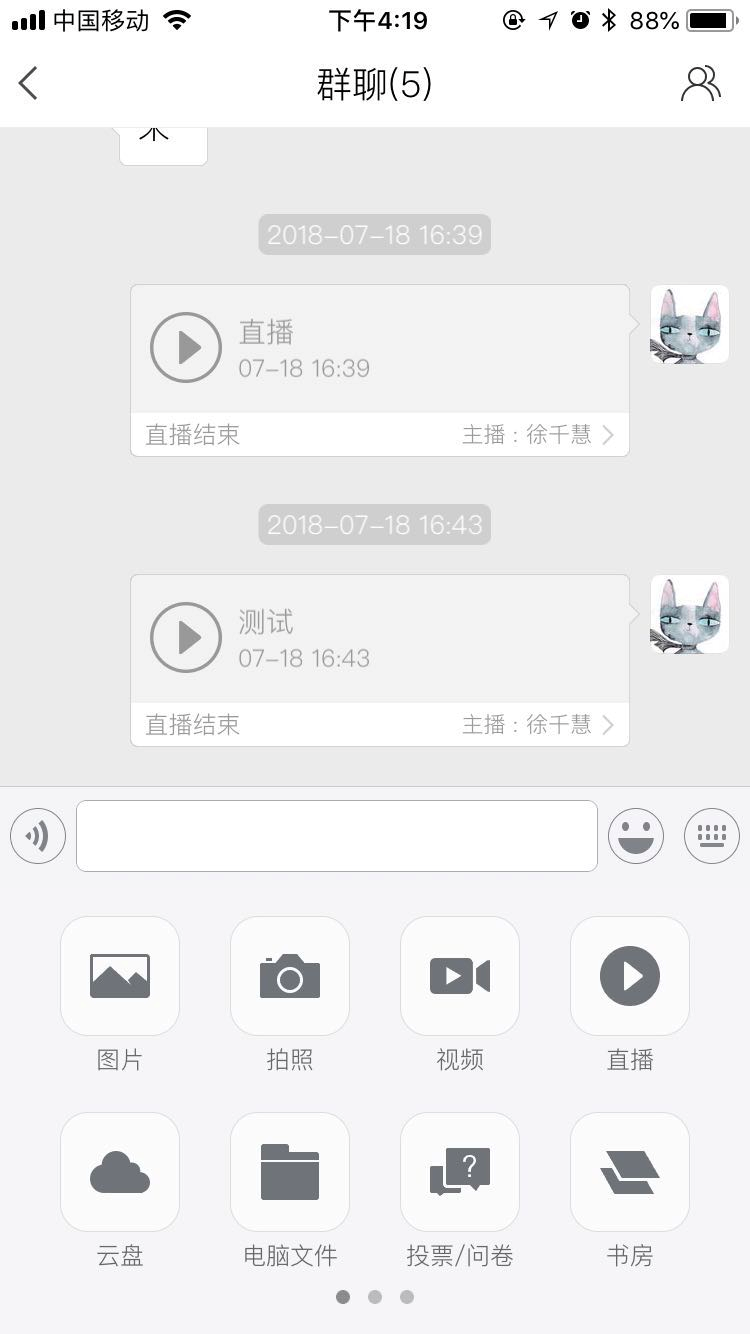 中国移动
下午4:19
88%
群聊(5)
2018-07-18 16:39
直播
07-18 16:39
直播结束
主播：徐千慧
2018-07-18 16:43
测试
07-18 16:43
直播结束
主播：徐千慧
图片
拍照
视频
直播
?
云盘
电脑文件
投票/问卷
书房